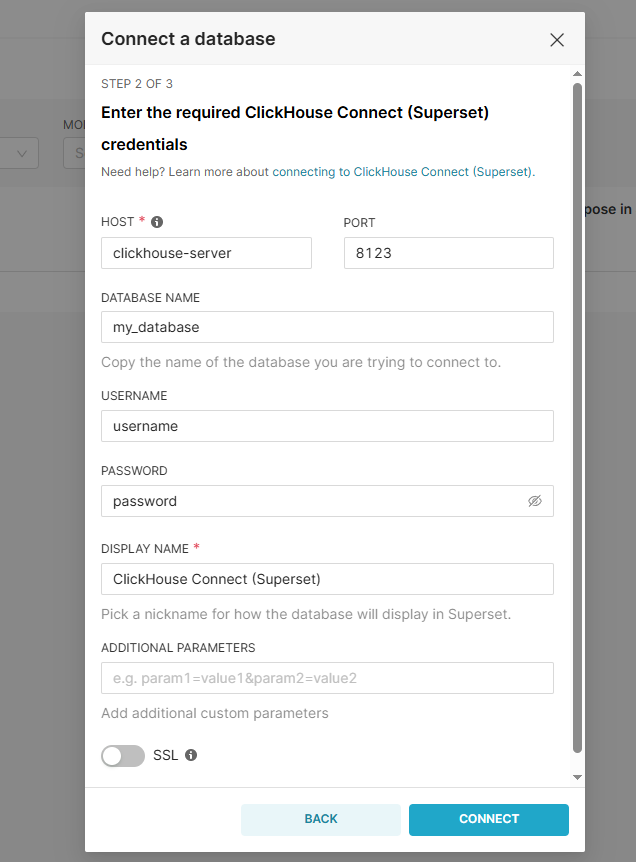 Connect a database
STEP 2 OF 3
Enter the required ClickHouse Connect (Superset)
credentials
Need help? Learn more about connecting to ClickHouse Connect (Superset).
HOST * PORT
clickhouse-server 8123
DATABASE NAME
my_database
Copy the name of the database you are trying to connect to.
USERNAME
username
PASSWORD
password
DISPLAY NAME *
ClickHouse Connect (Superset)
Pick a nickname for how the database will display in Superset.
ADDITIONAL PARAMETERS
e.g. param1=value1&param2=value2
Add additional custom parameters
SSL
BACK CONNECT
MO
S
pose in